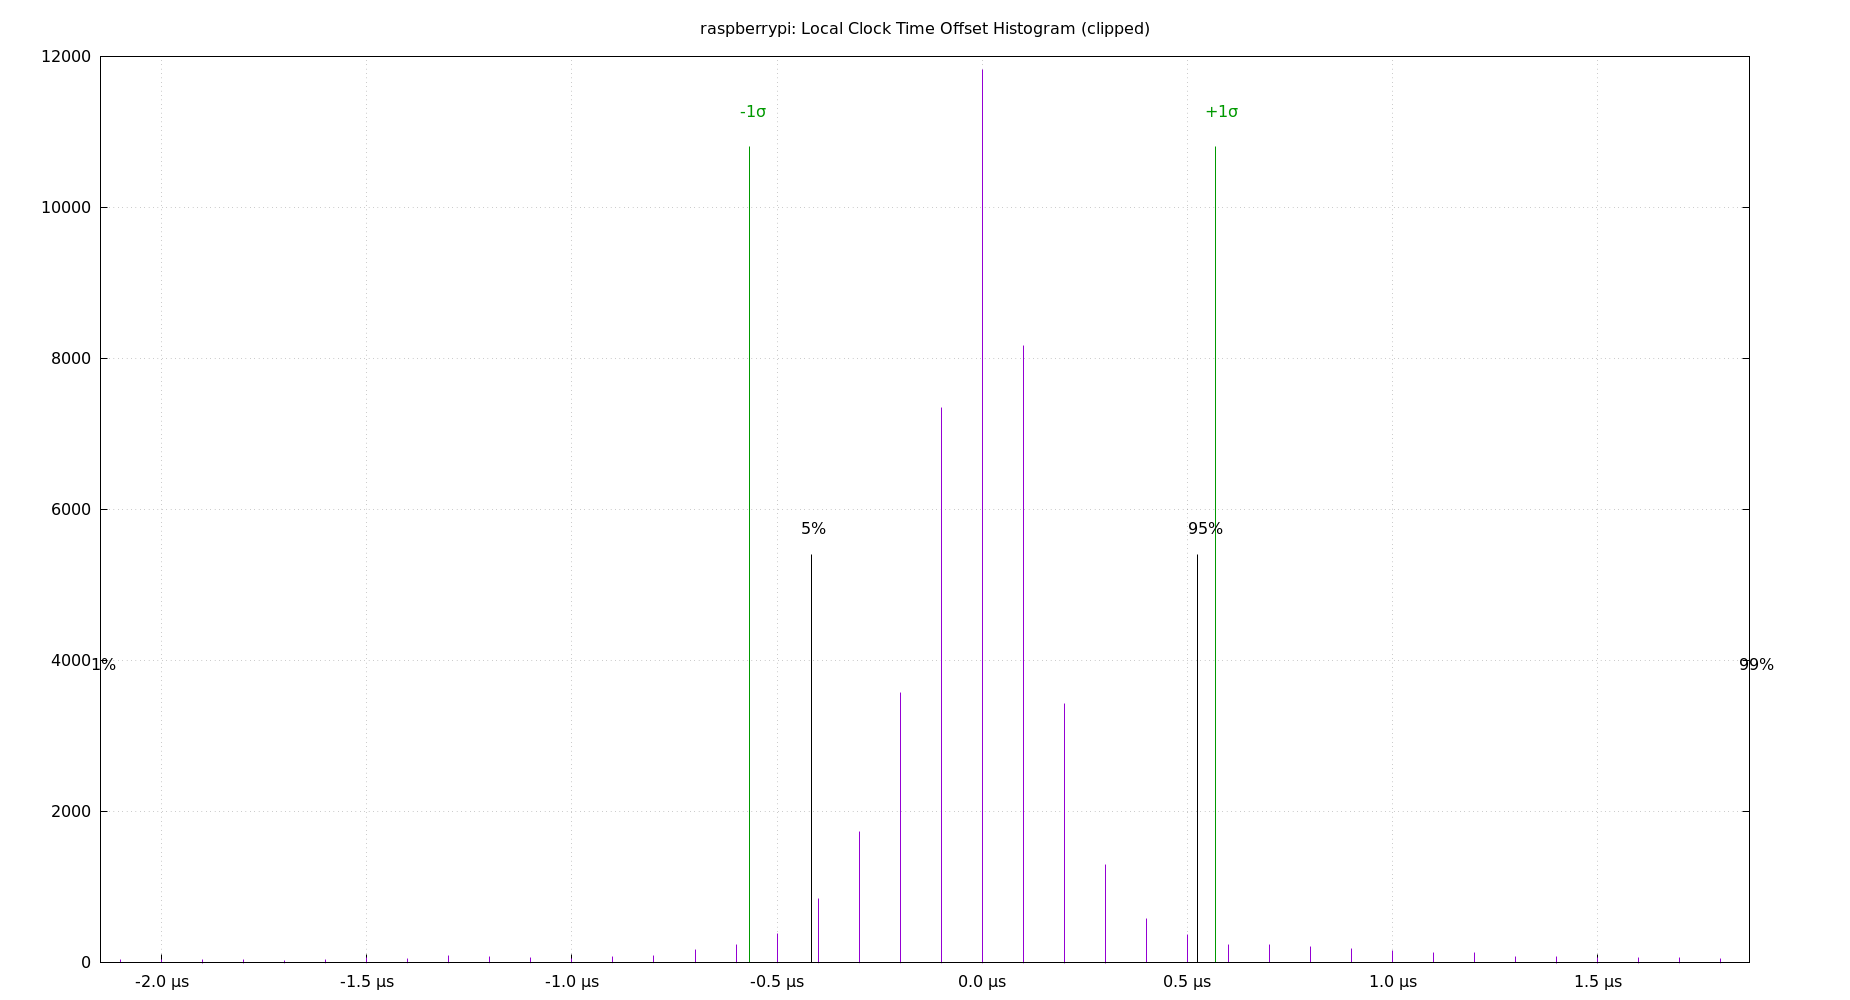 raspberrypi: Local Clock Time Offset Histogram (clipped)
12000
-1σ +1σ
10000
8000
6000
5% 95%
4000 1% 99%
2000
0
-2.0 µs -1.5 µs -1.0 µs -0.5 µs 0.0 µs 0.5 µs 1.0 µs 1.5 µs